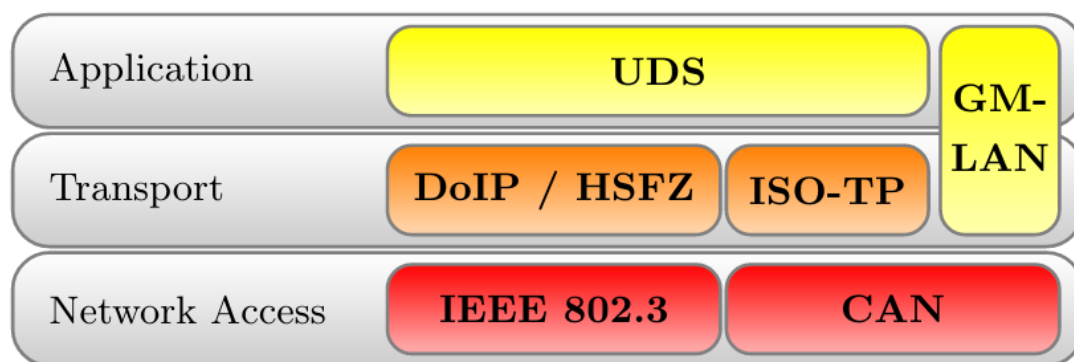 Application
UDS
GM-
LAN
Transport
DoIP / HSFZ
ISO-TP
Network Access
IEEE 802.3
CAN